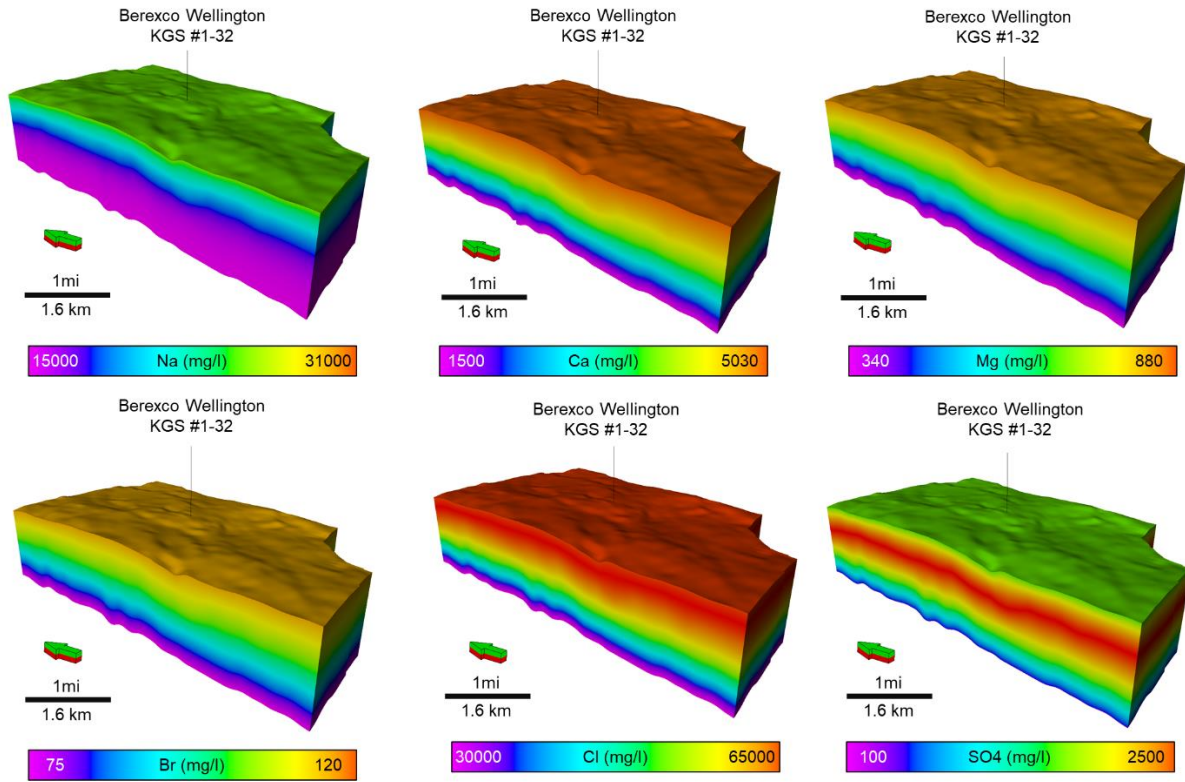 Berexco Wellington
KGS #1-32
Berexco Wellington
KGS #1-32
Berexco Wellington
KGS #1-32
1mi
1.6 km
1mi
1.6 km
1mi
1.6 km
15000 Na (mg/l) 31000
1500 Ca (mg/l) 5030
340 Mg (mg/l) 880
Berexco Wellington
KGS #1-32
Berexco Wellington
KGS #1-32
Berexco Wellington
KGS #1-32
1mi
1.6 km
1mi
1.6 km
1mi
1.6 km
75 Br (mg/l) 120
30000 Cl (mg/l) 65000
100 SO4 (mg/l) 2500